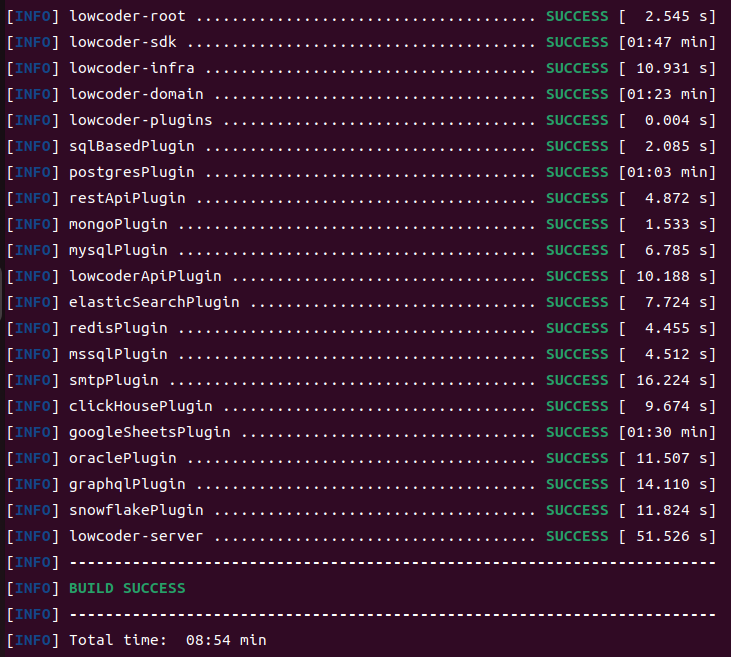 [INFO] lowcoder-root ...................................... SUCCESS [  2.545 s]
[INFO] lowcoder-sdk ....................................... SUCCESS [01:47 min]
[INFO] lowcoder-infra ..................................... SUCCESS [ 10.931 s]
[INFO] lowcoder-domain .................................... SUCCESS [01:23 min]
[INFO] lowcoder-plugins ................................... SUCCESS [  0.004 s]
[INFO] sqlBasedPlugin ..................................... SUCCESS [  2.085 s]
[INFO] postgresPlugin ..................................... SUCCESS [01:03 min]
[INFO] restApiPlugin ...................................... SUCCESS [  4.872 s]
[INFO] mongoPlugin ........................................ SUCCESS [  1.533 s]
[INFO] mysqlPlugin ........................................ SUCCESS [  6.785 s]
[INFO] lowcoderApiPlugin .................................. SUCCESS [ 10.188 s]
[INFO] elasticSearchPlugin ................................ SUCCESS [  7.724 s]
[INFO] redisPlugin ........................................ SUCCESS [  4.455 s]
[INFO] mssqlPlugin ........................................ SUCCESS [  4.512 s]
[INFO] smtpPlugin ......................................... SUCCESS [ 16.224 s]
[INFO] clickHousePlugin ................................... SUCCESS [  9.674 s]
[INFO] googleSheetsPlugin ................................. SUCCESS [01:30 min]
[INFO] oraclePlugin ....................................... SUCCESS [ 11.507 s]
[INFO] graphqlPlugin ...................................... SUCCESS [ 14.110 s]
[INFO] snowflakePlugin .................................... SUCCESS [ 11.824 s]
[INFO] lowcoder-server .................................... SUCCESS [ 51.526 s]
[INFO] ------------------------------------------------------------------------
[INFO] BUILD SUCCESS
[INFO] ------------------------------------------------------------------------
[INFO] Total time:  08:54 min